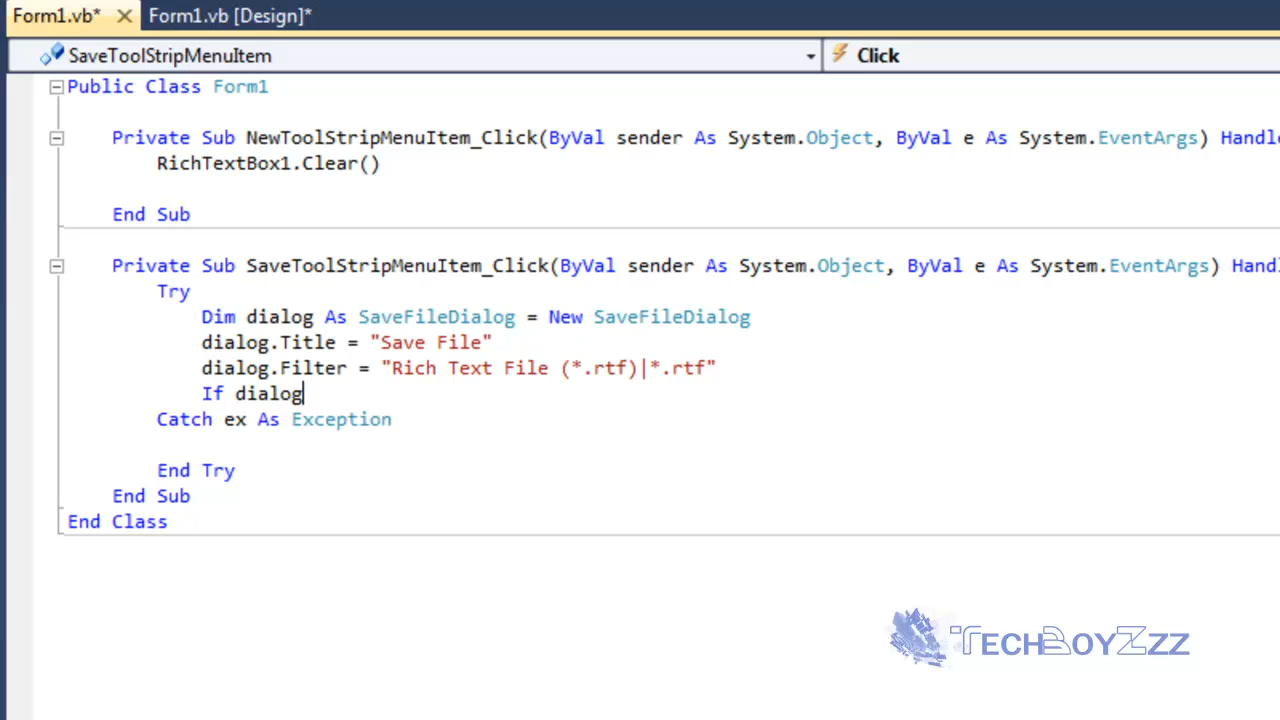 Form1.vb* Form1.vb [Design]*
SaveToolStripMenuItem Click
Public Class Form1
Private Sub NewToolStripMenuItem_Click(ByVal sender As System.Object, ByVal e As System.EventArgs) Handle
RichTextBox1.Clear()
End Sub
Private Sub SaveToolStripMenuItem_Click(ByVal sender As System.Object, ByVal e As System.EventArgs) Handl
Try
Dim dialog As SaveFileDialog = New SaveFileDialog
dialog.Title = "Save File"
dialog.Filter = "Rich Text File (*.rtf)|*.rtf"
If dialog
Catch ex As Exception
End Try
End Sub
End Class
TECHBOYZZZ